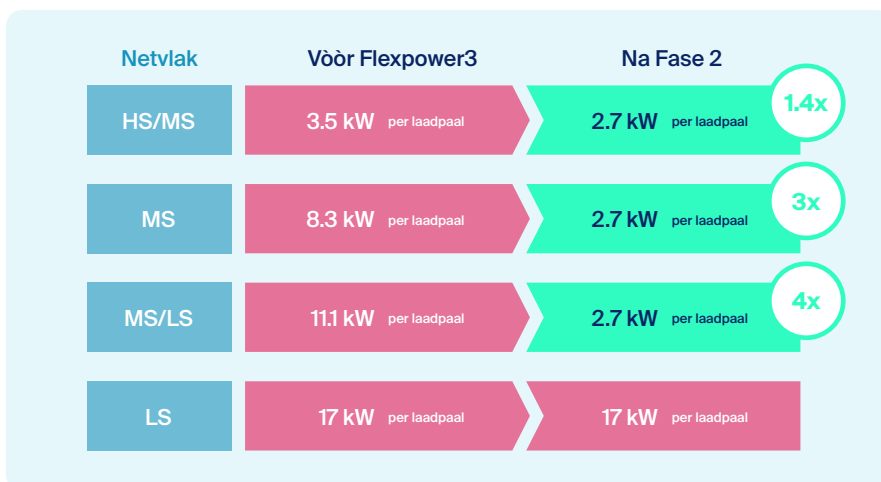 Netvlak Vòòr Flexpower3 Na Fase 2
HS/MS 3.5 kW per laadpaal 2.7 kW per laadpaal 1.4x
MS 8.3 kW per laadpaal 2.7 kW per laadpaal 3x
MS/LS 11.1 kW per laadpaal 2.7 kW per laadpaal 4x
LS 17 kW per laadpaal 17 kW per laadpaal